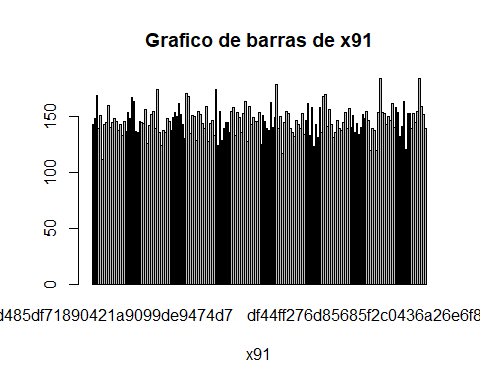 Grafico de barras de x91
150
100
50
0
d485df71890421a9099de9474d7 df44ff276d85685f2c0436a26e6f8
x91